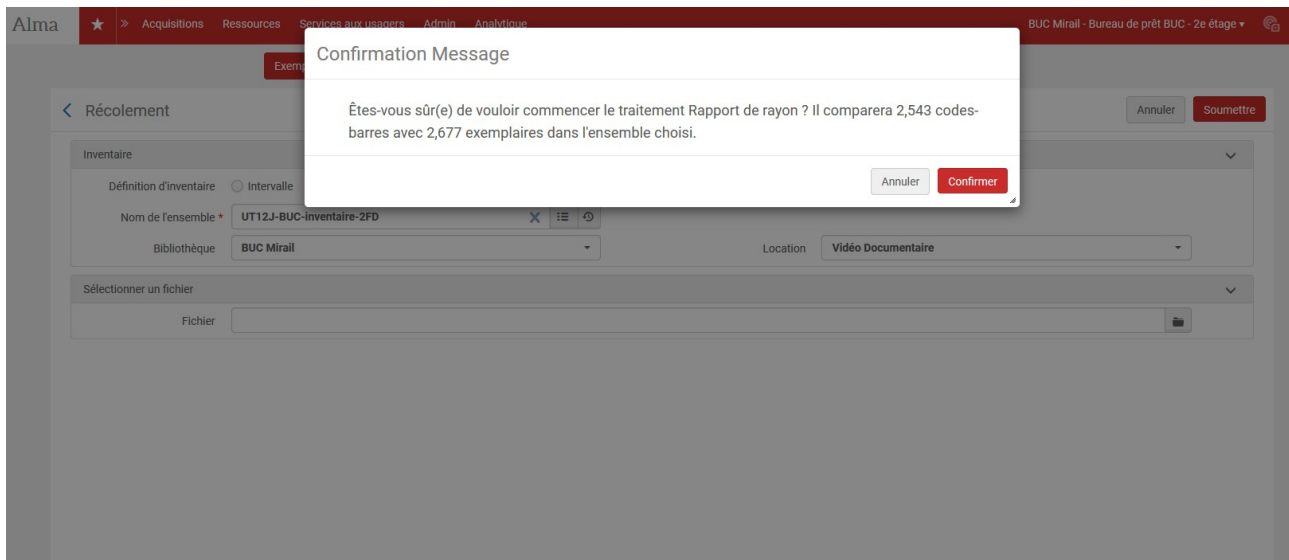 Alma
» Acquisitions Ressources Services aux usagers Admin Analytique BUC Mirail - Bureau de prêt BUC - 2e étage
Confirmation Message
Êtes-vous sûr(e) de vouloir commencer le traitement Rapport de rayon ? Il comparera 2,543 codes-
barres avec 2,677 exemplaires dans l'ensemble choisi.
Annuler Confirmer
Récolement Annuler Soumettre
Inventaire
Définition d'inventaire Intervalle
Nom de l'ensemble * UT12J-BUC-inventaire-2FD
Bibliothèque BUC Mirail Location Vidéo Documentaire
Sélectionner un fichier
Fichier